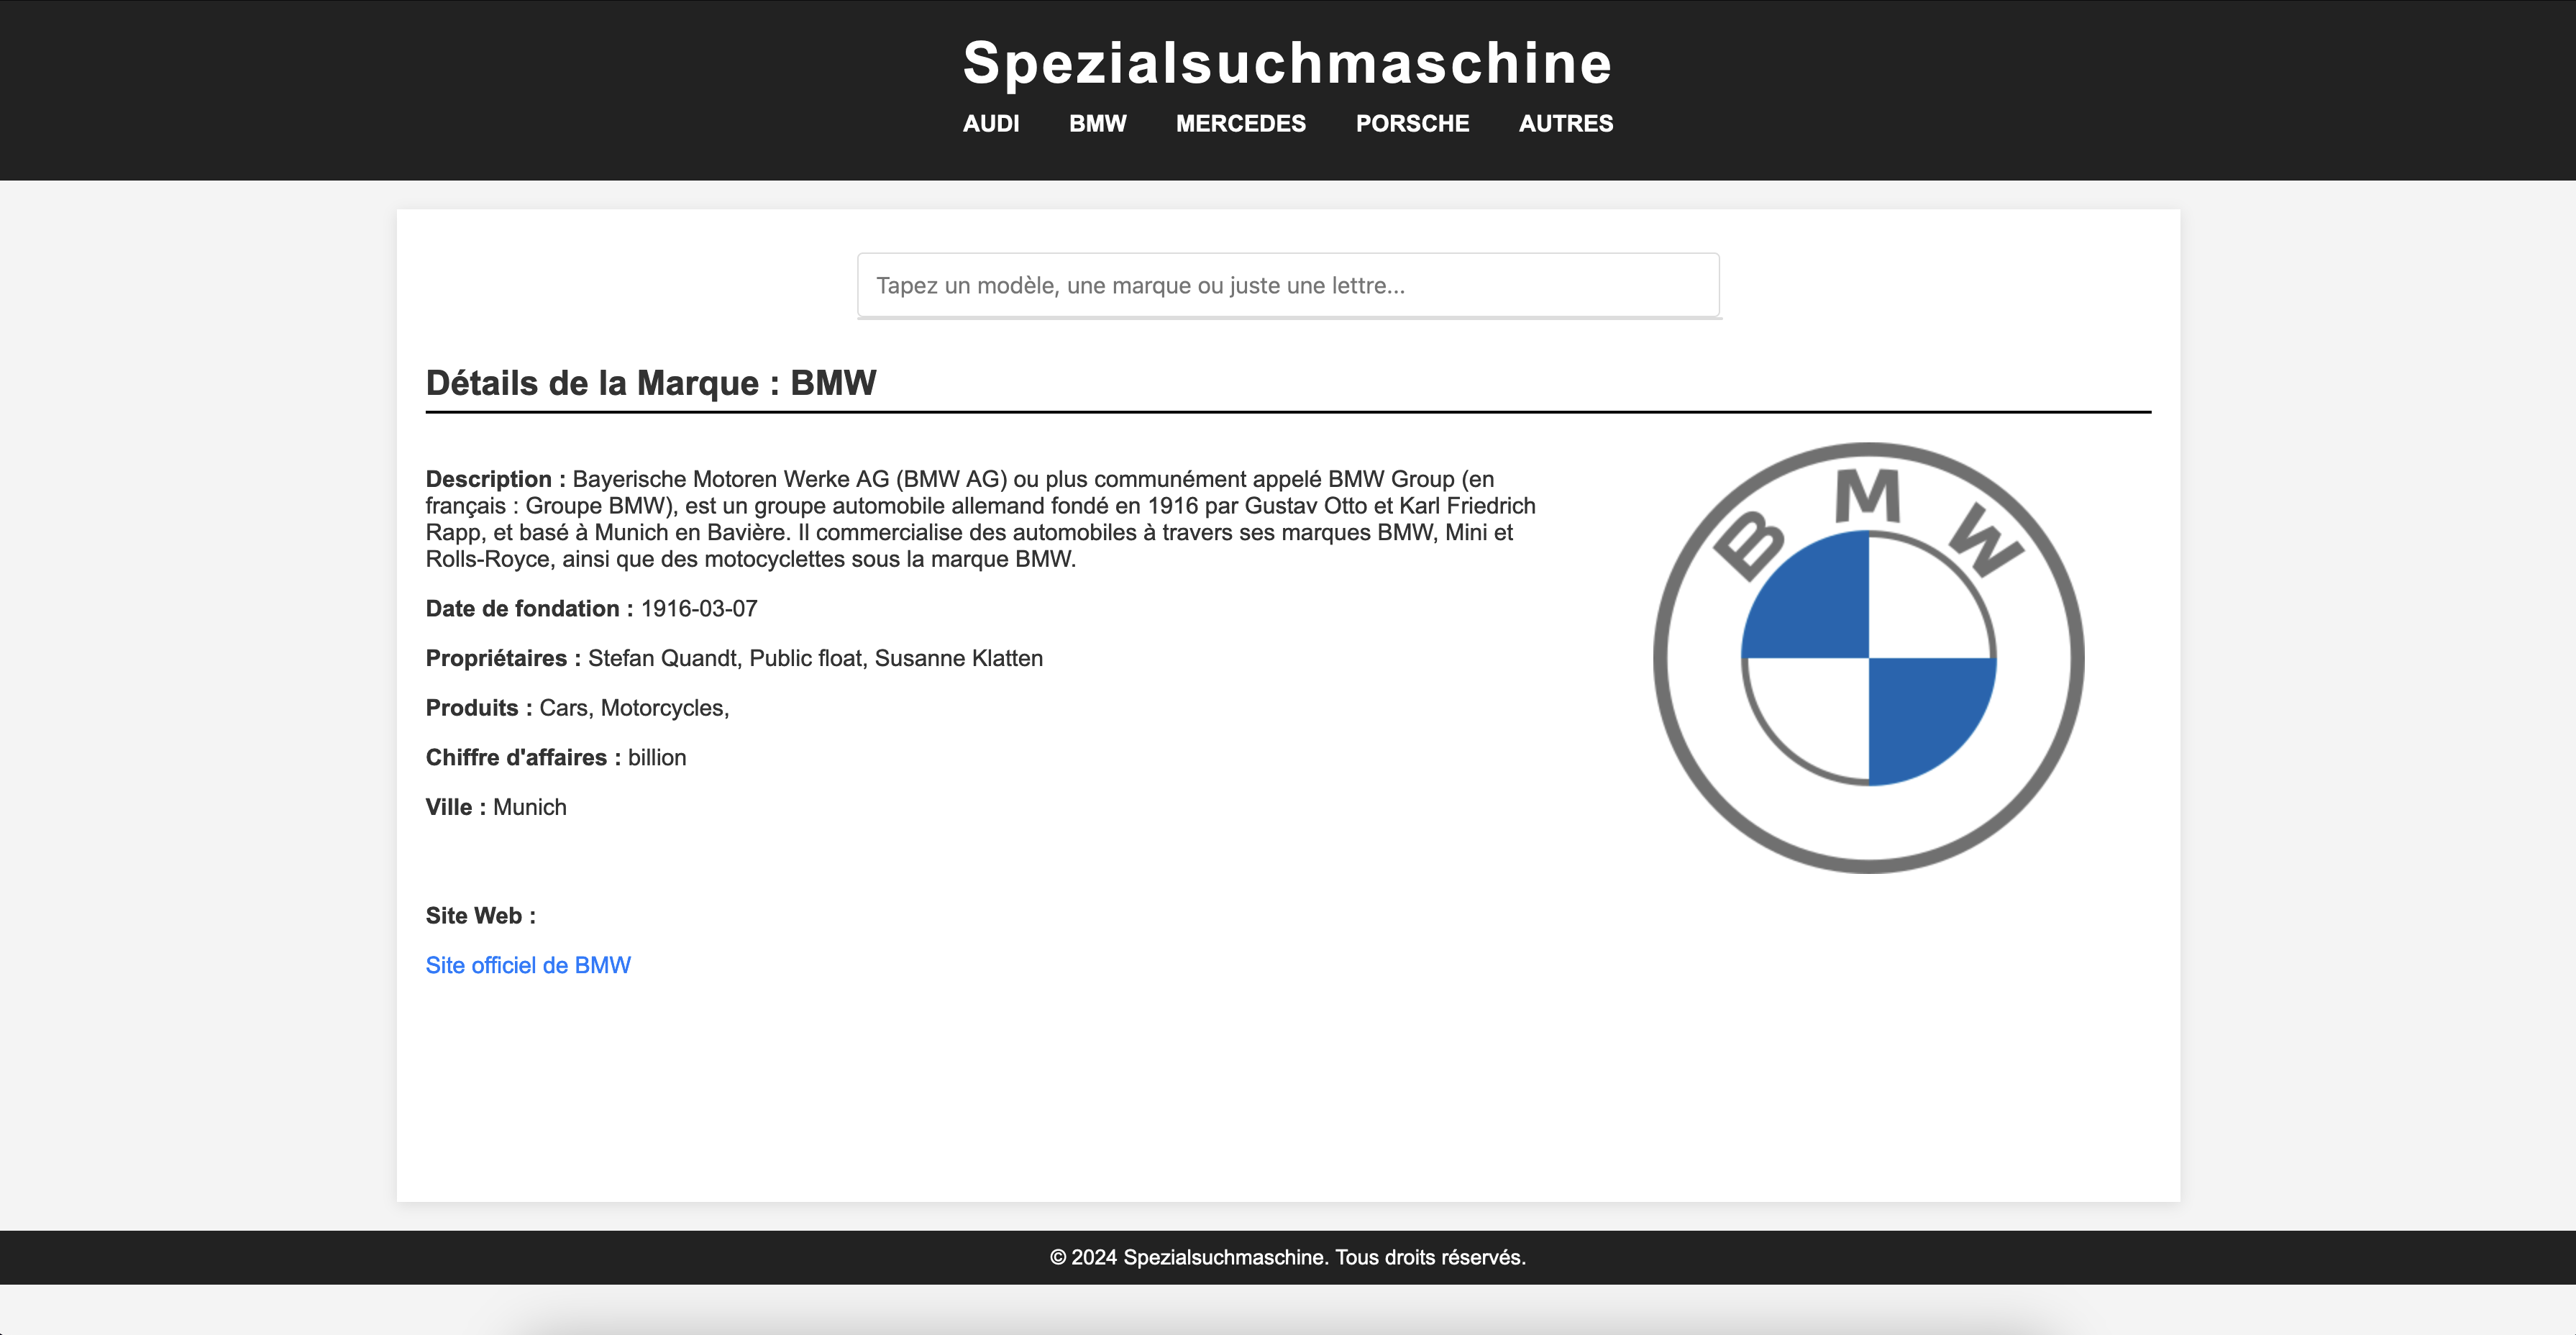 Spezialsuchmaschine
AUDI BMW MERCEDES PORSCHE AUTRES
Tapez un modèle, une marque ou juste une lettre...
Détails de la Marque : BMW
Description : Bayerische Motoren Werke AG (BMW AG) ou plus communément appelé BMW Group (en
français : Groupe BMW), est un groupe automobile allemand fondé en 1916 par Gustav Otto et Karl Friedrich
Rapp, et basé à Munich en Bavière. Il commercialise des automobiles à travers ses marques BMW, Mini et
Rolls-Royce, ainsi que des motocyclettes sous la marque BMW.
Date de fondation : 1916-03-07
Propriétaires : Stefan Quandt, Public float, Susanne Klatten
Produits : Cars, Motorcycles,
Chiffre d'affaires : billion
Ville : Munich
BMW
Site Web :
Site officiel de BMW
© 2024 Spezialsuchmaschine. Tous droits réservés.